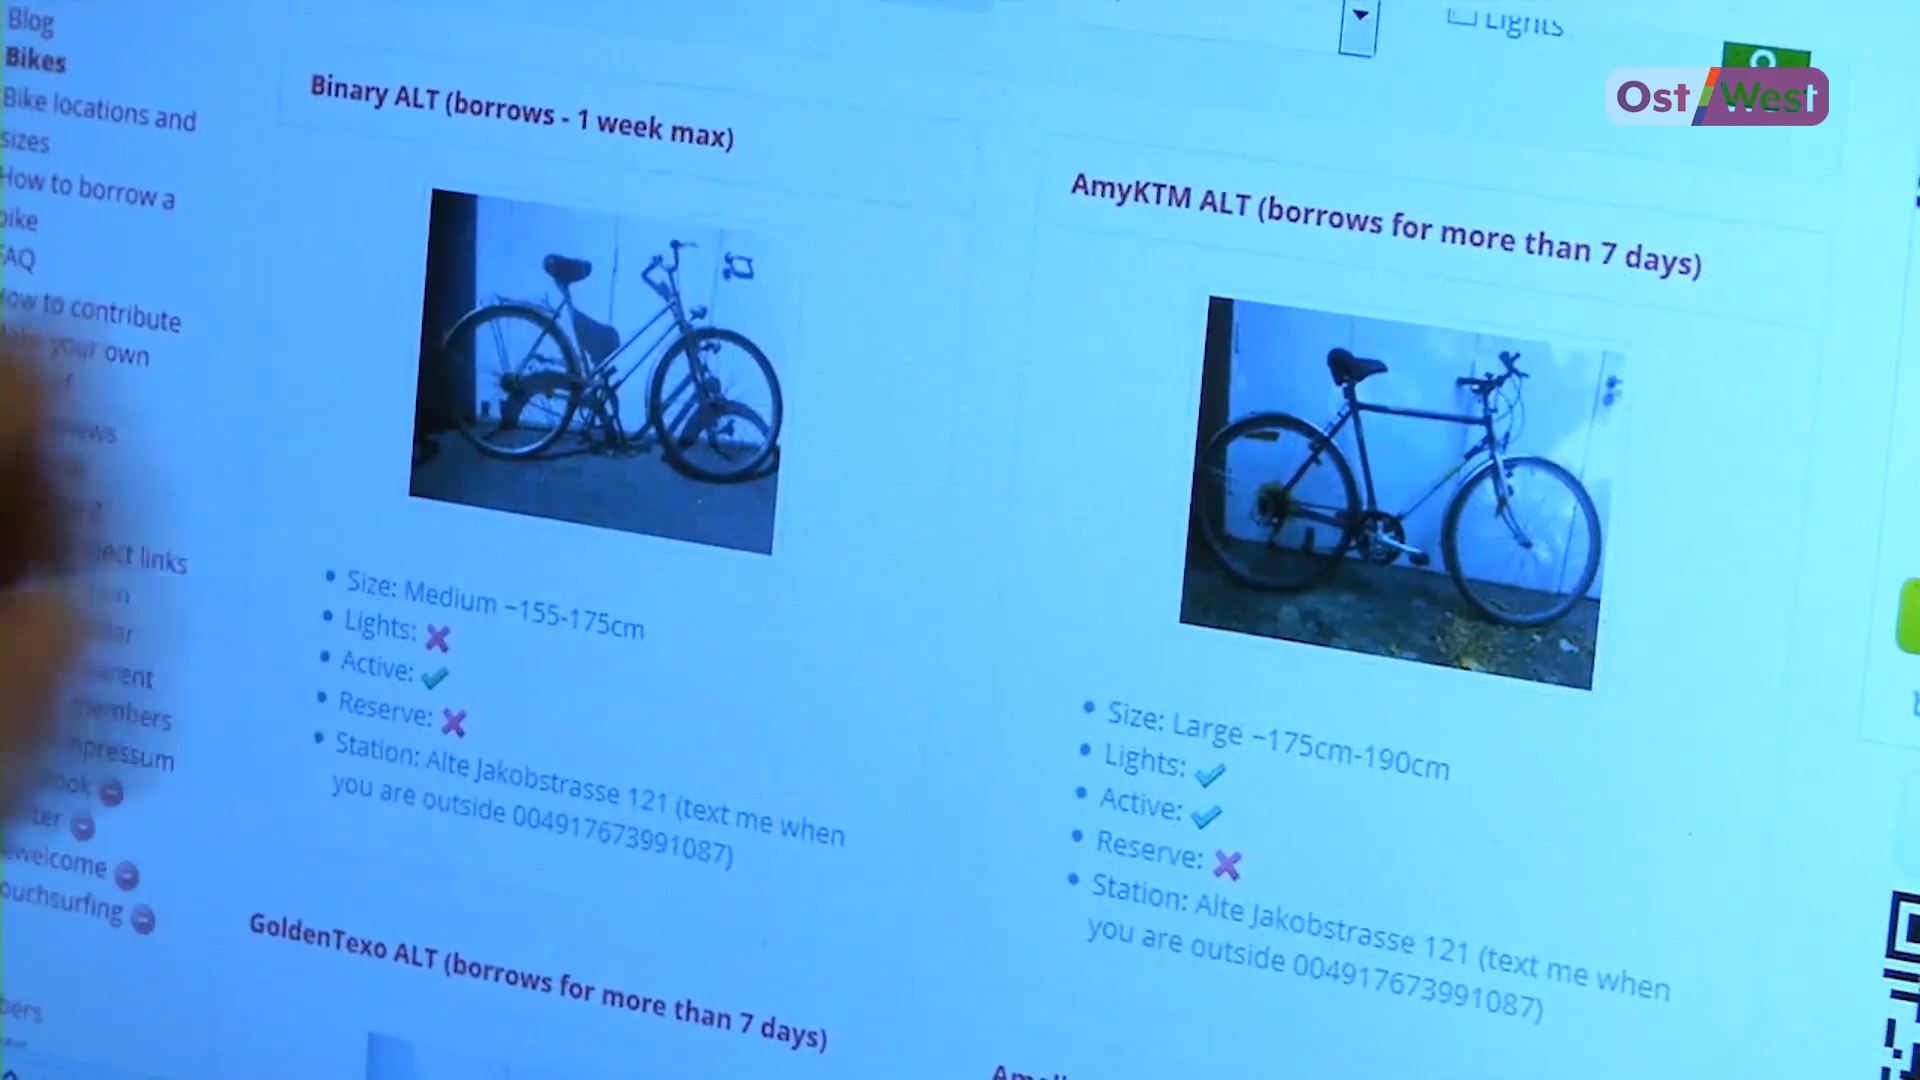 Blog
Bikes
Bike locations and
sizes
How to borrow a
bike
FAQ
How to contribute
your own
news
links
members
Impressum
welcome
Lights
Ost West
Binary ALT (borrows - 1 week max)
Size: Medium ~155-175cm
Lights:
Active:
Reserve:
Station: Alte Jakobstrasse 121 (text me when
you are outside 004917673991087)
AmyKTM ALT (borrows for more than 7 days)
Size: Large ~175cm-190cm
Lights:
Active:
Reserve:
Station: Alte Jakobstrasse 121 (text me when
you are outside 004917673991087)
GoldenTexo ALT (borrows for more than 7 days)